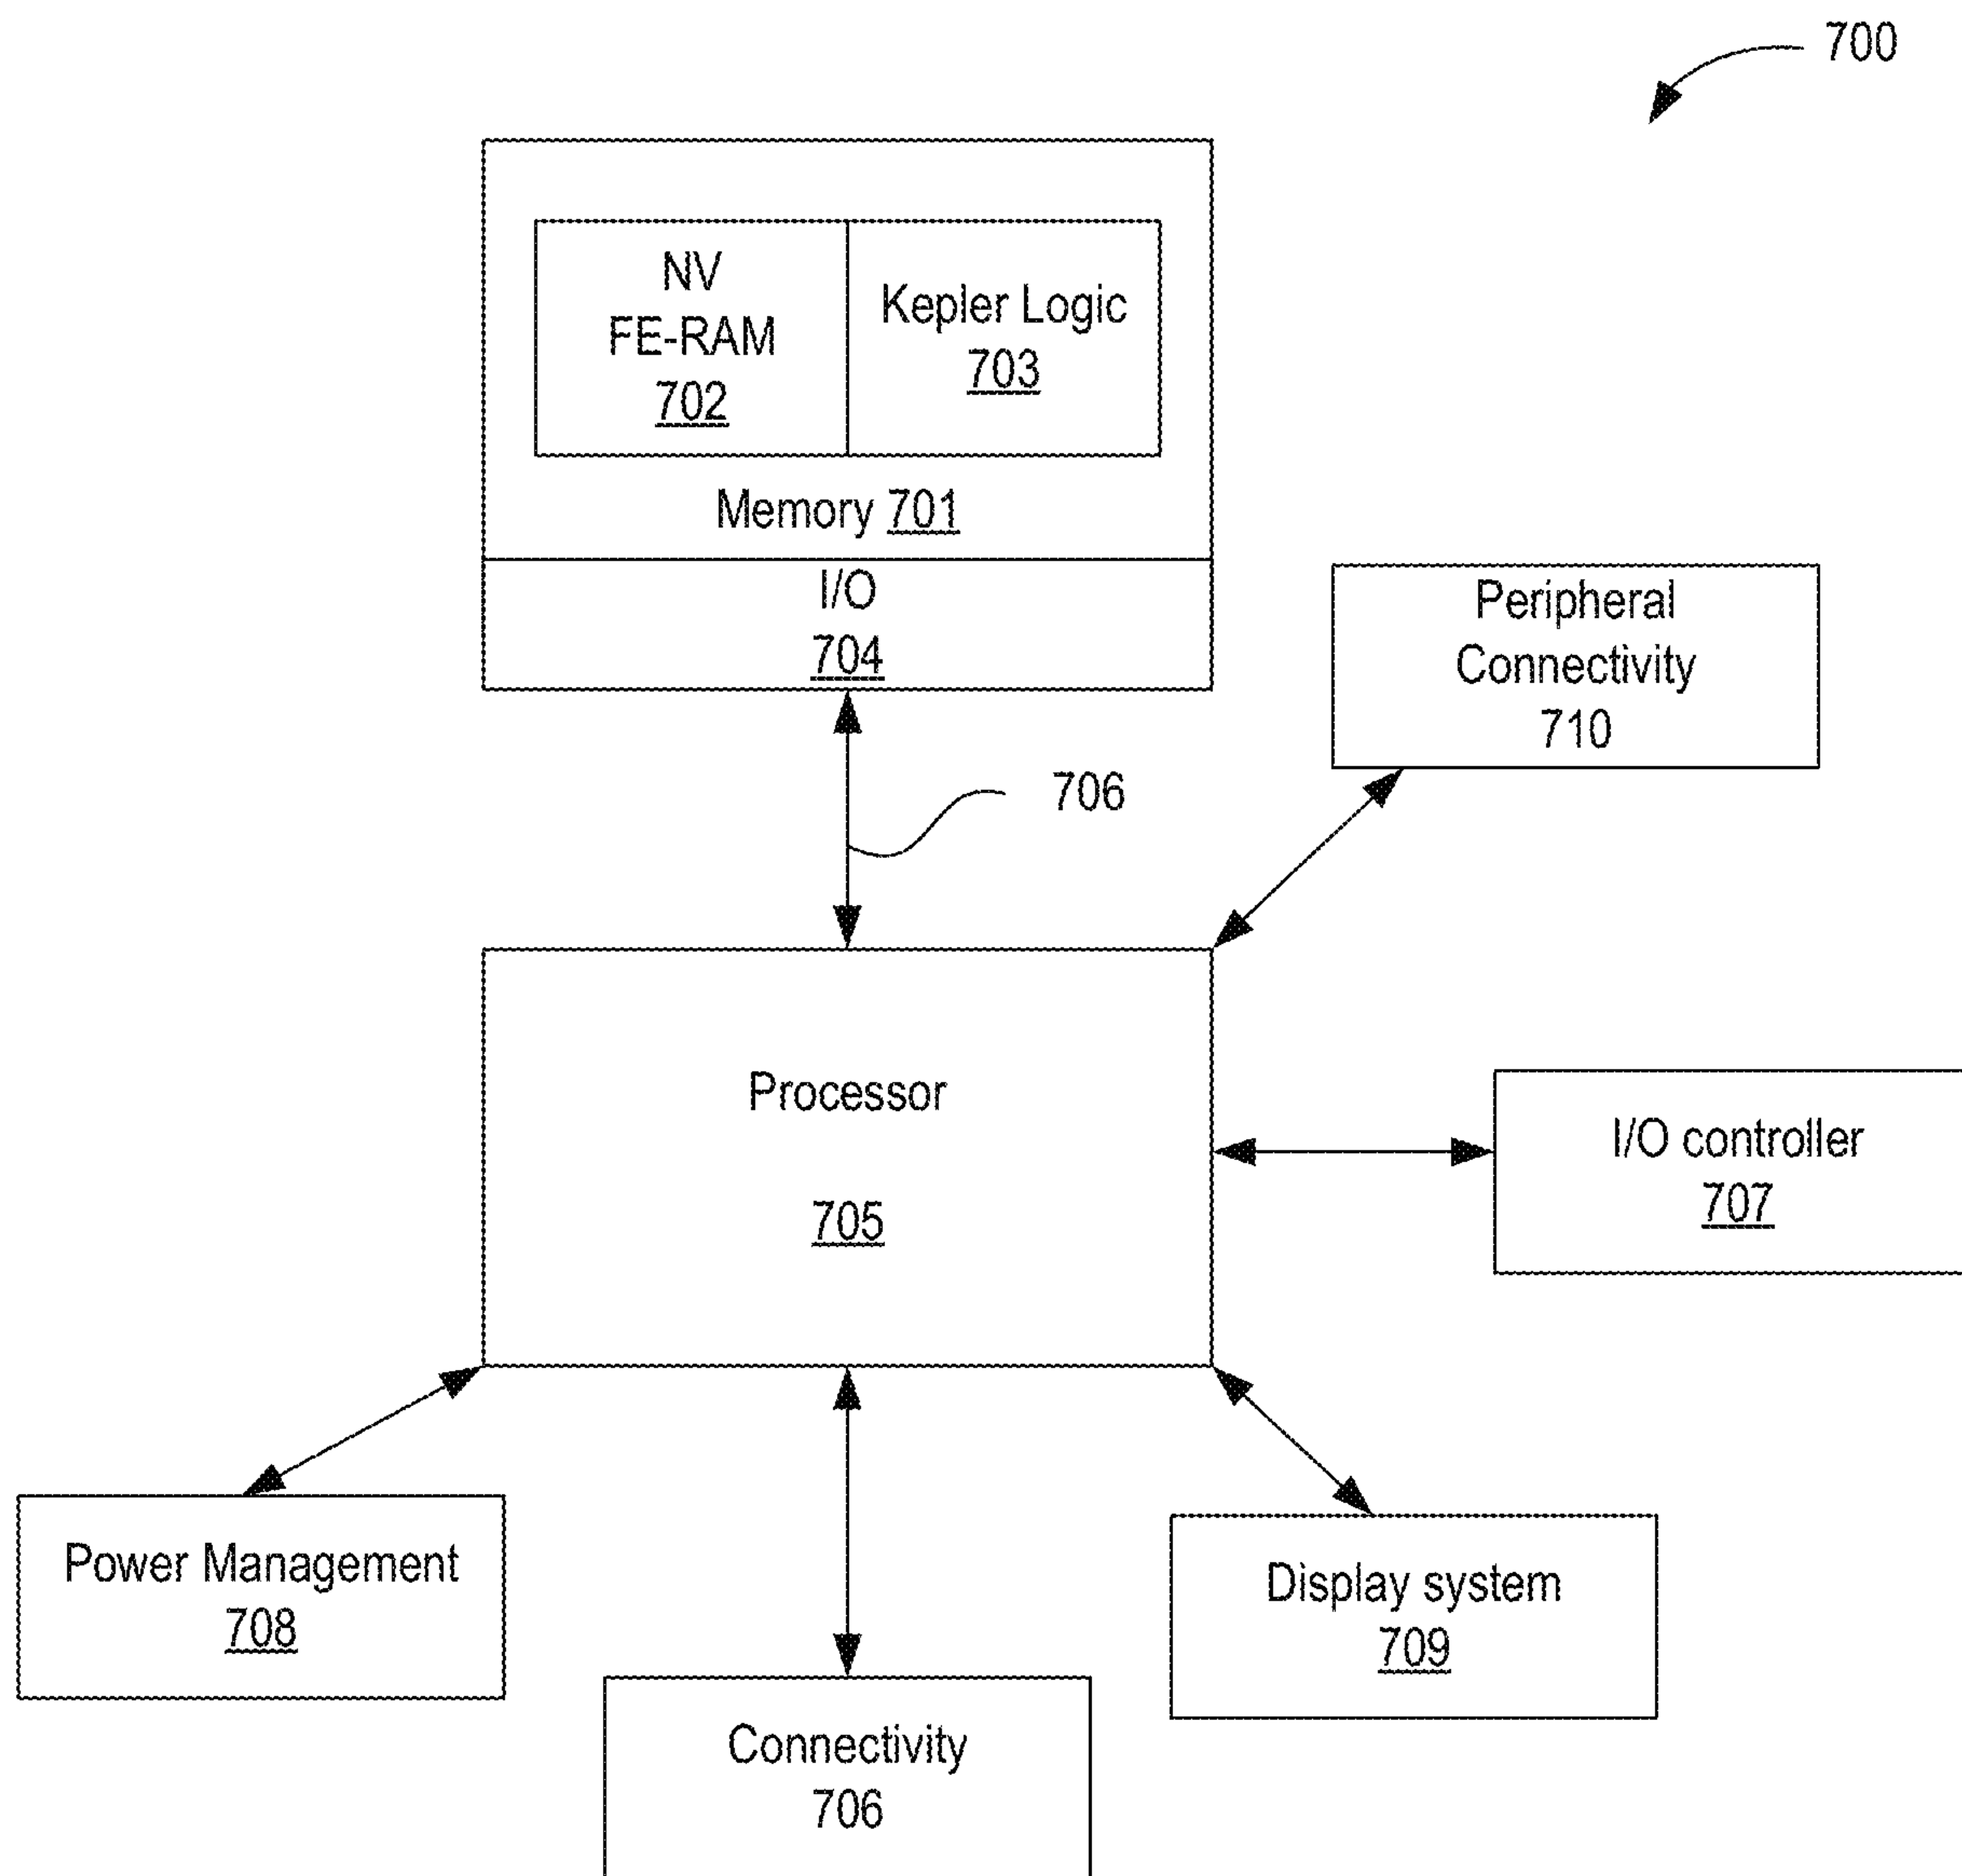 700
NV
FE-RAM
702
Kepler Logic
703
Memory 701
I/O
704
Peripheral
Connectivity
710
706
Processor
705
I/O controller
707
Power Management
708
Display system
709
Connectivity
706